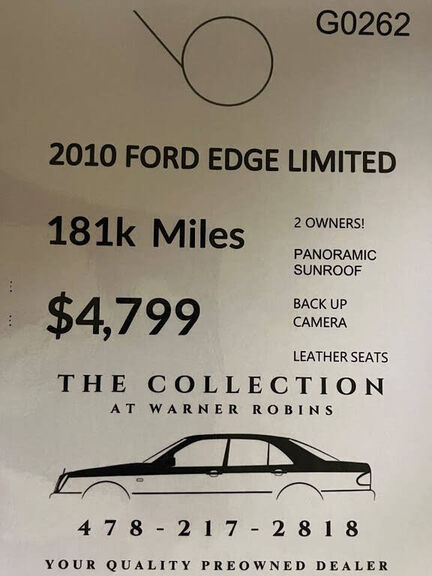 G0262
2010 FORD EDGE LIMITED
181k Miles
$4,799
2 OWNERS!
PANORAMIC
SUNROOF
BACK UP
CAMERA
LEATHER SEATS
THE COLLECTION
AT WARNER ROBINS
478-217-2818
YOUR QUALITY PREOWNED DEALER